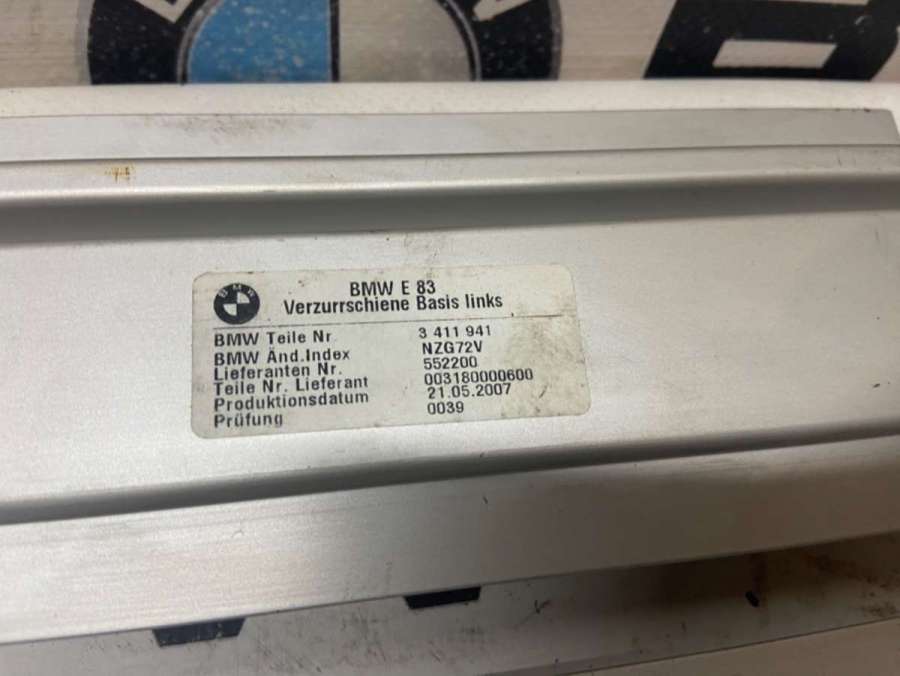 BMW
BMW E 83
Verzurrschiene Basis links
BMW Teile Nr. 3 411 941
BMW Änd.Index NZG72V
Lieferanten Nr. 552200
Teile Nr. Lieferant 003180000600
Produktionsdatum 21.05.2007
Prüfung 0039